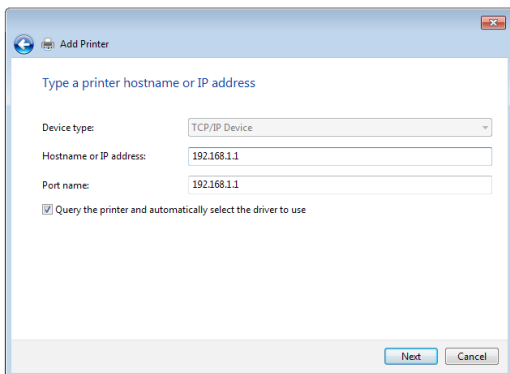 Add Printer
Type a printer hostname or IP address
Device type: TCP/IP Device
Hostname or IP address: 192.168.1.1
Port name: 192.168.1.1
Query the printer and automatically select the driver to use
Next Cancel